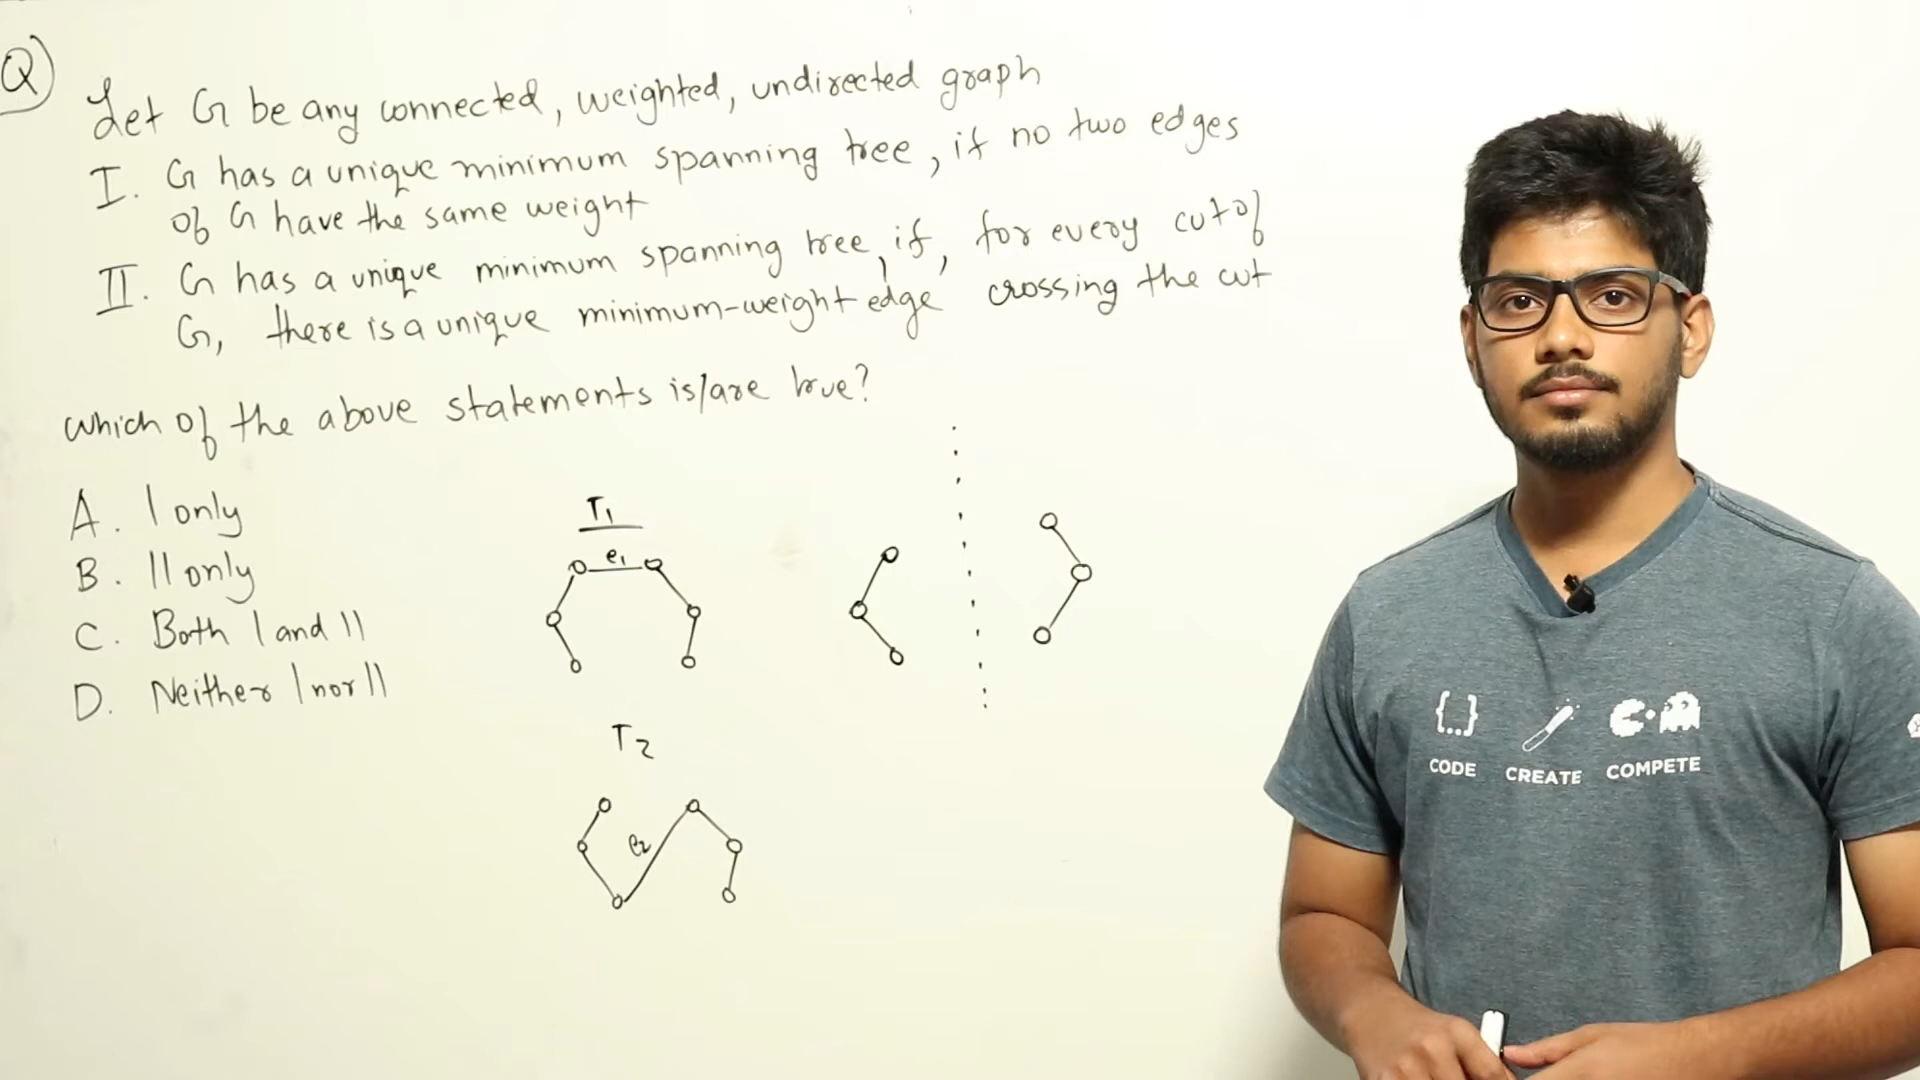 Q)
Let G be any connected, weighted, undirected graph
I. G has a unique minimum spanning tree, if no two edges
of G have the same weight
II. G has a unique minimum spanning tree, if, for every cut of
G, there is a unique minimum-weight edge crossing the cut
Which of the above statements is/are true?
A. I only
B. II only
C. Both I and II
D. Neither I nor II
T1
e1
T2
e2
{...}
CODE CREATE COMPETE